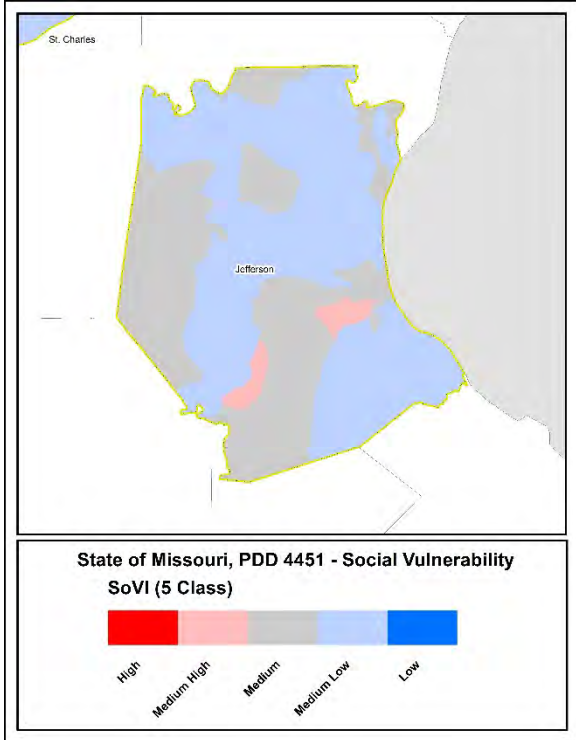 St. Charles
Jefferson
State of Missouri, PDD 4451 - Social Vulnerability
SoVI (5 Class)
High
Medium High
Medium
Medium Low
Low